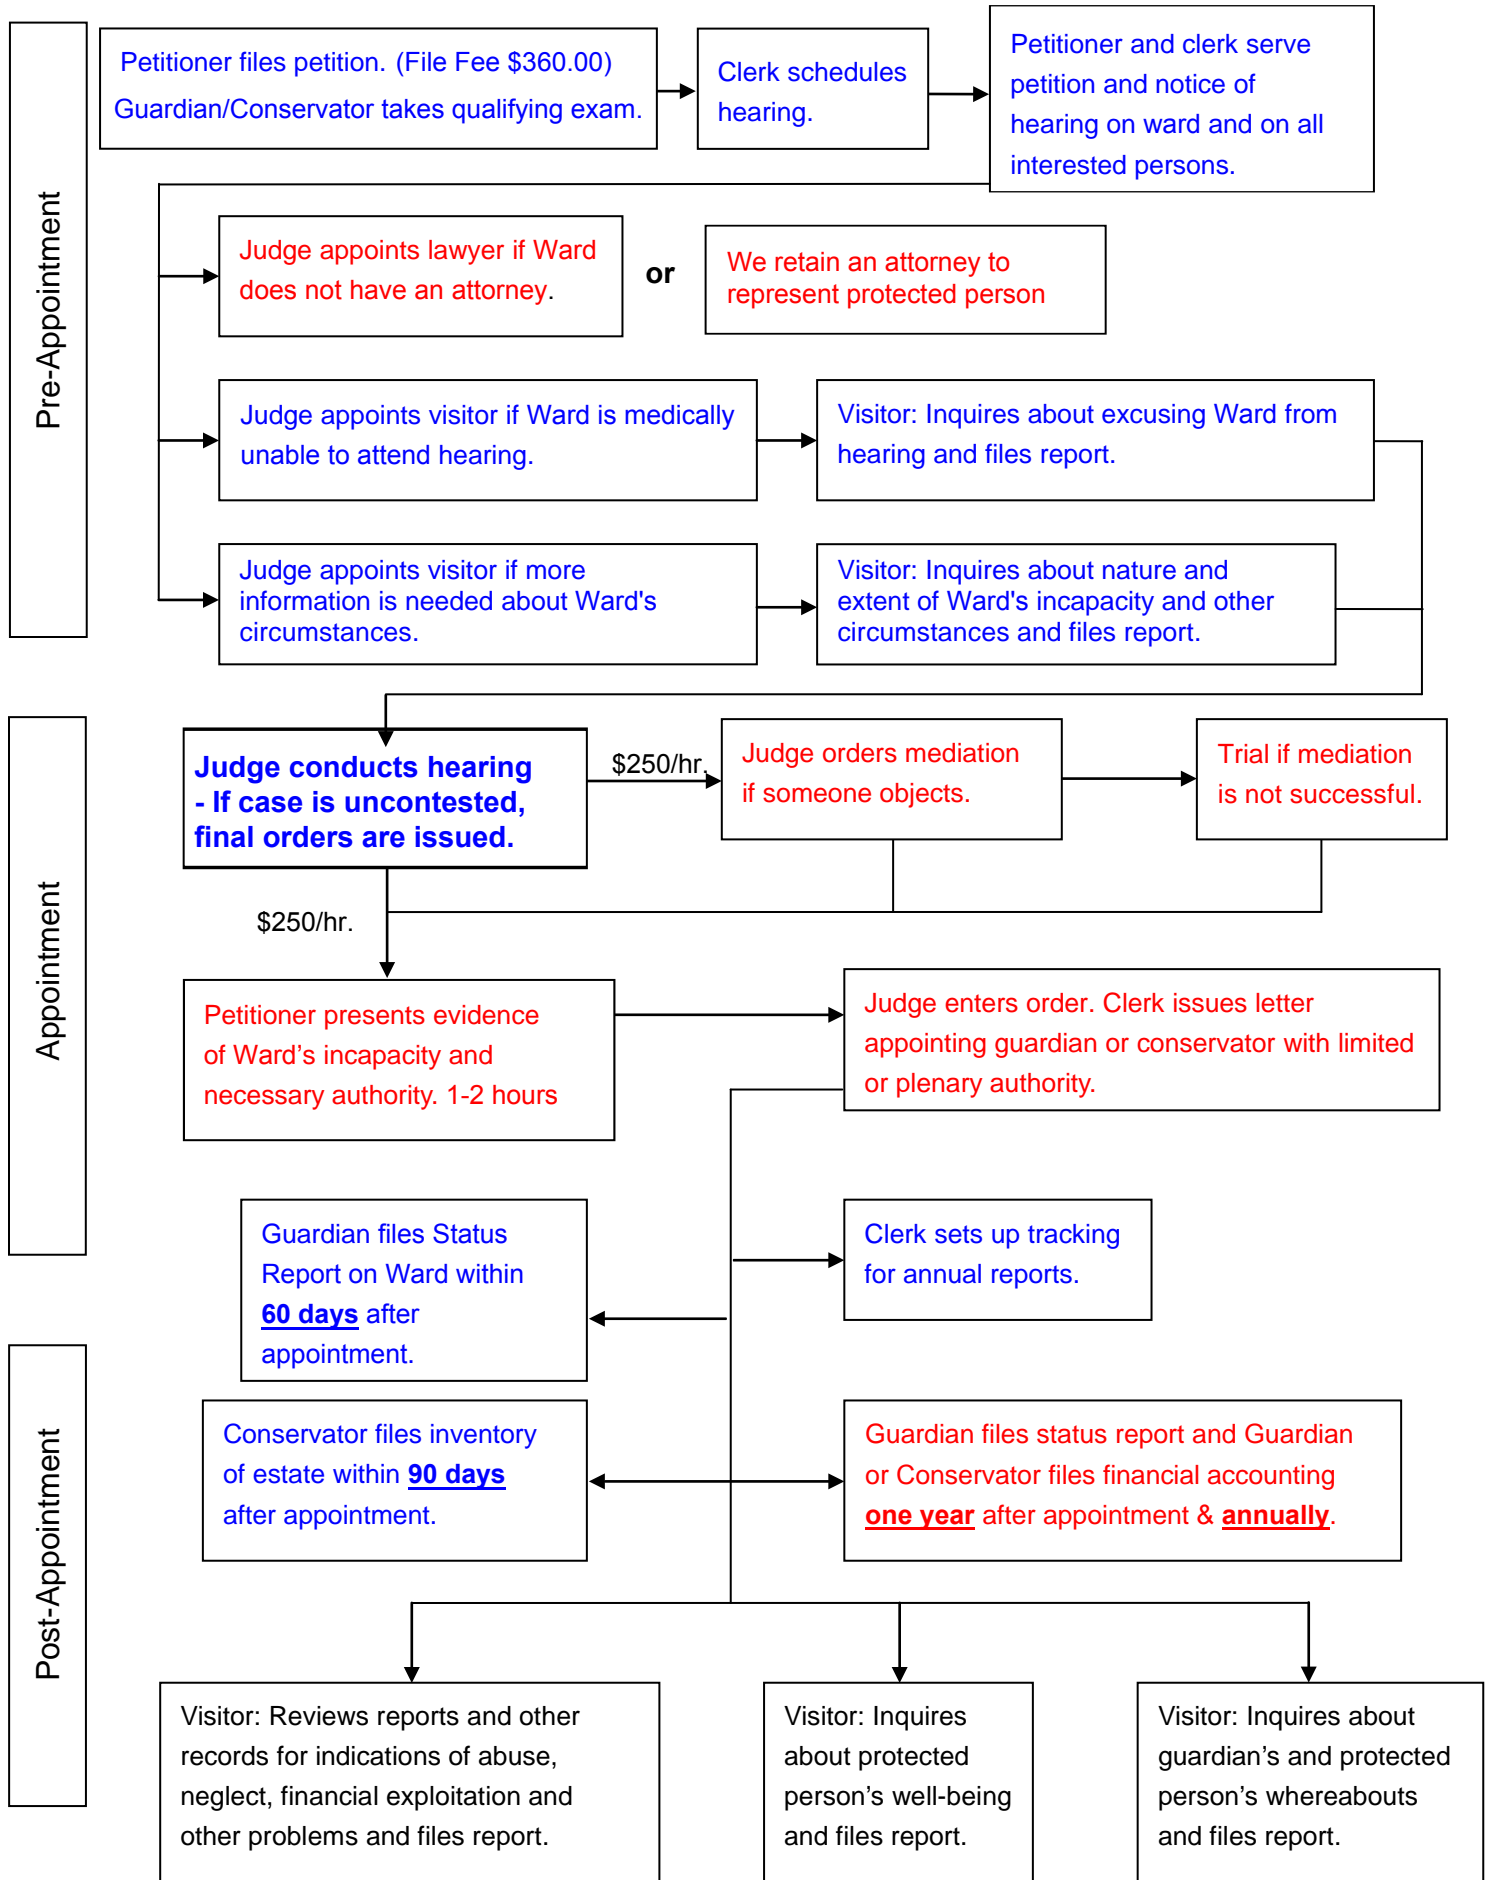 Pre-Appointment
Petitioner files petition. (File Fee $360.00)
Guardian/Conservator takes qualifying exam.
Clerk schedules
hearing.
Petitioner and clerk serve
petition and notice of
hearing on ward and on all
interested persons.
Judge appoints lawyer if Ward
does not have an attorney.
or
We retain an attorney to
represent protected person
Judge appoints visitor if Ward is medically
unable to attend hearing.
Visitor: Inquires about excusing Ward from
hearing and files report.
Judge appoints visitor if more
information is needed about Ward's
circumstances.
Visitor: Inquires about nature and
extent of Ward's incapacity and other
circumstances and files report.
Appointment
Judge conducts hearing
- If case is uncontested,
final orders are issued.
$250/hr.
Judge orders mediation
if someone objects.
Trial if mediation
is not successful.
$250/hr.
Petitioner presents evidence
of Ward’s incapacity and
necessary authority. 1-2 hours
Judge enters order. Clerk issues letter
appointing guardian or conservator with limited
or plenary authority.
Guardian files Status
Report on Ward within
60 days after
appointment.
Clerk sets up tracking
for annual reports.
Post-Appointment
Conservator files inventory
of estate within 90 days
after appointment.
Guardian files status report and Guardian
or Conservator files financial accounting
one year after appointment & annually.
Visitor: Reviews reports and other
records for indications of abuse,
neglect, financial exploitation and
other problems and files report.
Visitor: Inquires
about protected
person’s well-being
and files report.
Visitor: Inquires about
guardian’s and protected
person’s whereabouts
and files report.